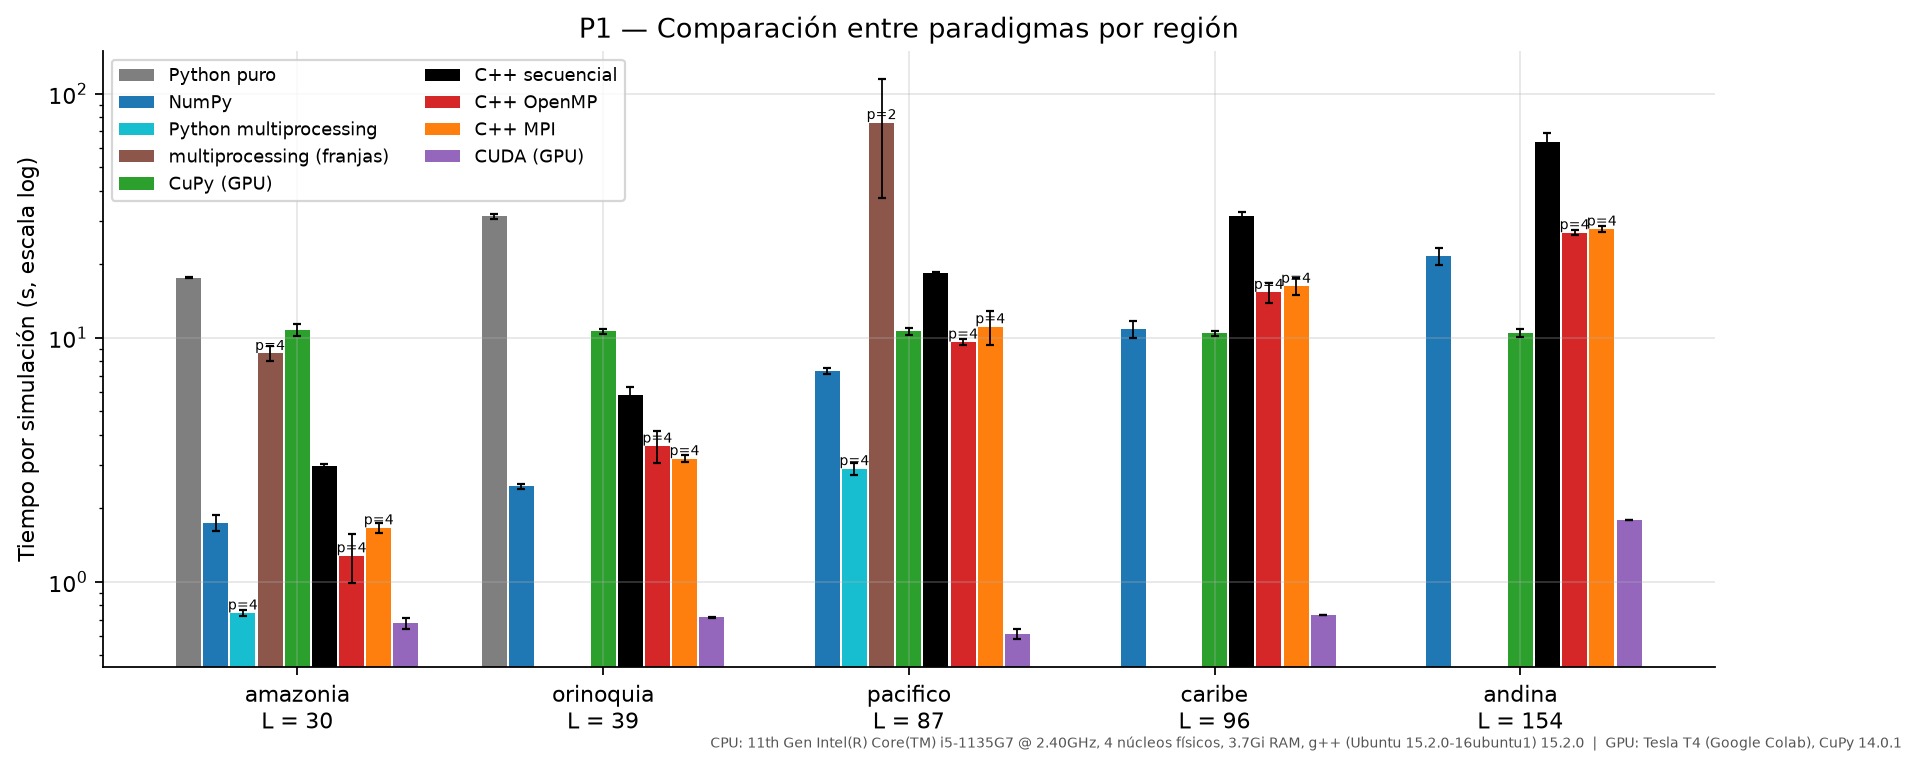 P1 — Comparación entre paradigmas por región
Tiempo por simulación (s, escala log)
10²
10¹
10⁰
Python puro
NumPy
Python multiprocessing
multiprocessing (franjas)
CuPy (GPU)
C++ secuencial
C++ OpenMP
C++ MPI
CUDA (GPU)
p=4
p=4
p=4
p=4
p=4
p=4
p=4
p=2
p=4
p=4
p=4
p=4
p=4
p=4
amazonia
L = 30
orinoquia
L = 39
pacifico
L = 87
caribe
L = 96
andina
L = 154
CPU: 11th Gen Intel(R) Core(TM) i5-1135G7 @ 2.40GHz, 4 núcleos físicos, 3.7Gi RAM, g++ (Ubuntu 15.2.0-16ubuntu1) 15.2.0 | GPU: Tesla T4 (Google Colab), CuPy 14.0.1